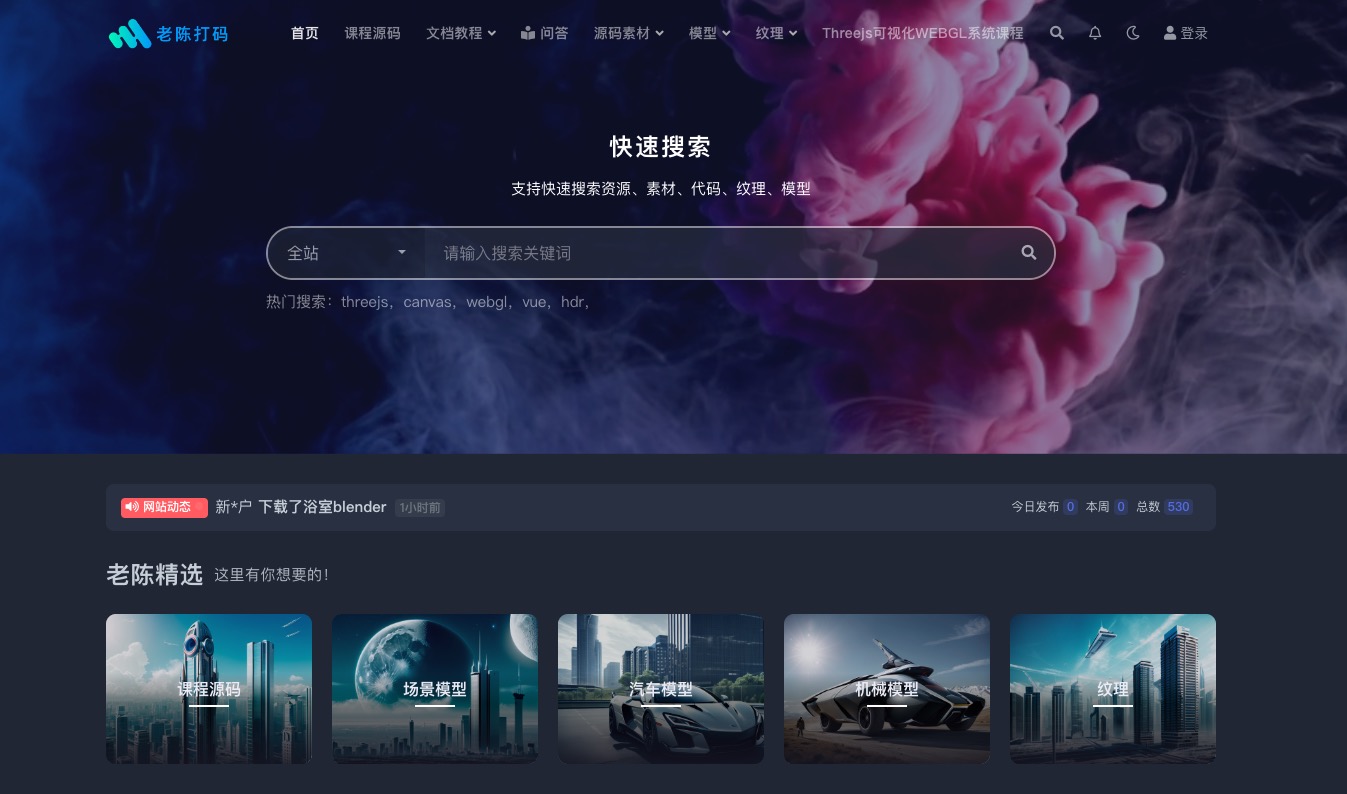 老陈打码 首页 课程源码 文档教程 问答 源码素材 模型 纹理 Threejs可视化WEBGL系统课程 登录
快速搜索
支持快速搜索资源、素材、代码、纹理、模型
全站 请输入搜索关键词
热门搜索：threejs，canvas，webgl，vue，hdr，
网站动态 新*户 下载了浴室blender 1小时前 今日发布 0 本周 0 总数 530
老陈精选 这里有你想要的！
课程源码 场景模型 汽车模型 机械模型 纹理